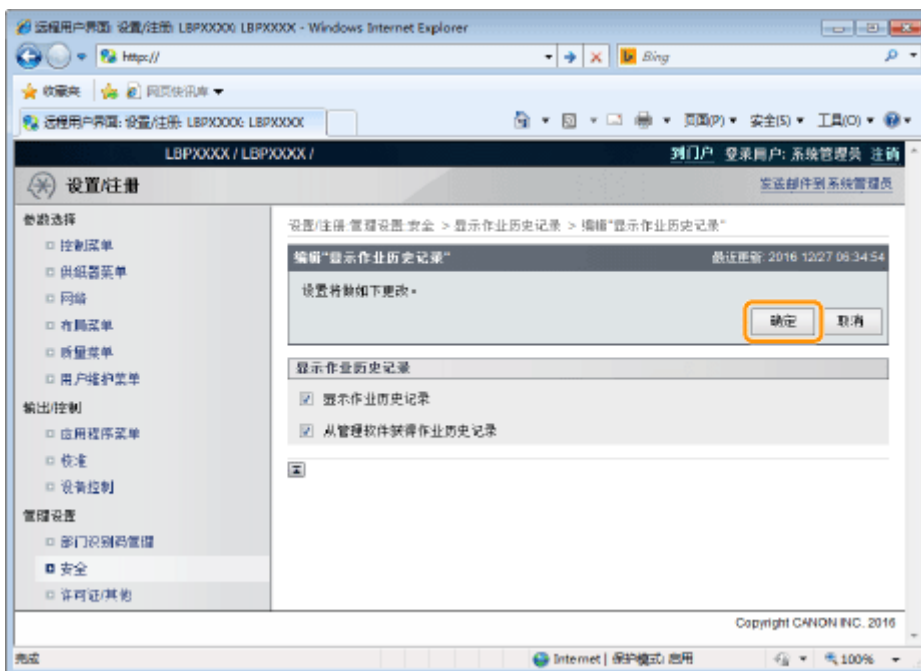 远程用户界面: 设置/注册: LBPXXXX: LBPXXXX - Windows Internet Explorer
http://
Bing
收藏夹 网页快讯库
远程用户界面: 设置/注册: LBPXXXX: LBPXXXX 页面(P) 安全(S) 工具(O)
LBPXXXX / LBPXXXX / 到门户 登录用户: 系统管理员 注销
设置/注册 发送邮件到系统管理员
参数选择
设置/注册:管理设置:安全 > 显示作业历史记录 > 编辑"显示作业历史记录"
控制菜单
编辑"显示作业历史记录" 最近更新: 2016 12/27 06:34:54
供纸器菜单
设置将做如下更改。
网络
布局菜单
确定 取消
质量菜单
显示作业历史记录
用户维护菜单
显示作业历史记录
输出/控制
应用程序菜单
从管理软件获得作业历史记录
校准
设备控制
管理设置
部门识别码管理
安全
许可证/其他
Copyright CANON INC. 2016
完成 Internet | 保护模式: 启用 100%